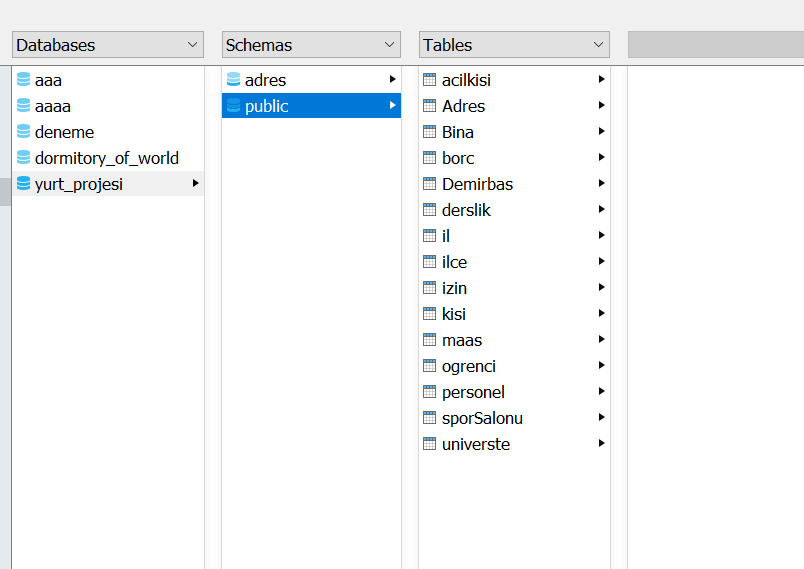 Databases
aaa
aaaa
deneme
dormitory_of_world
yurt_projesi
Schemas
adres
public
Tables
acilkisi
Adres
Bina
borc
Demirbas
derslik
il
ilce
izin
kisi
maas
ogrenci
personel
sporSalonu
universte